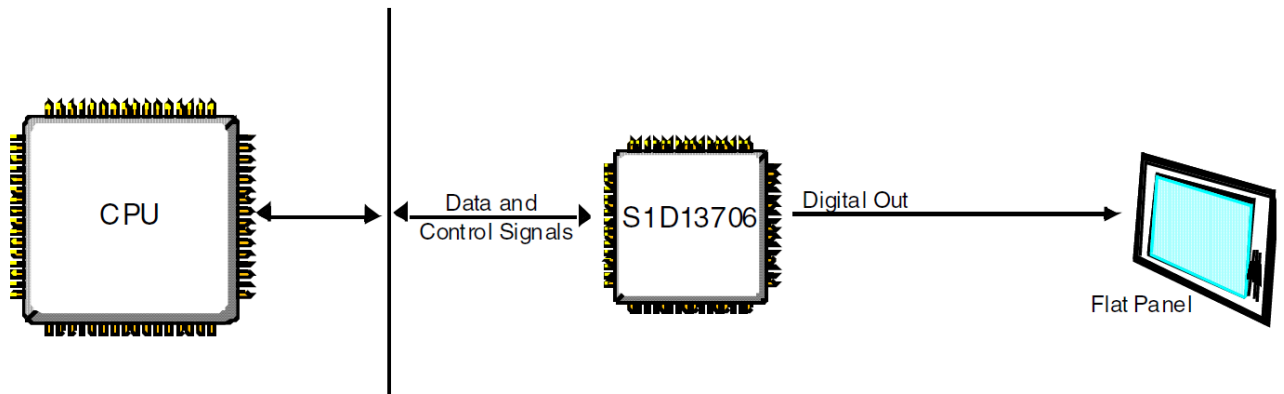 CPU
Data and
Control Signals
S1D13706
Digital Out
Flat Panel